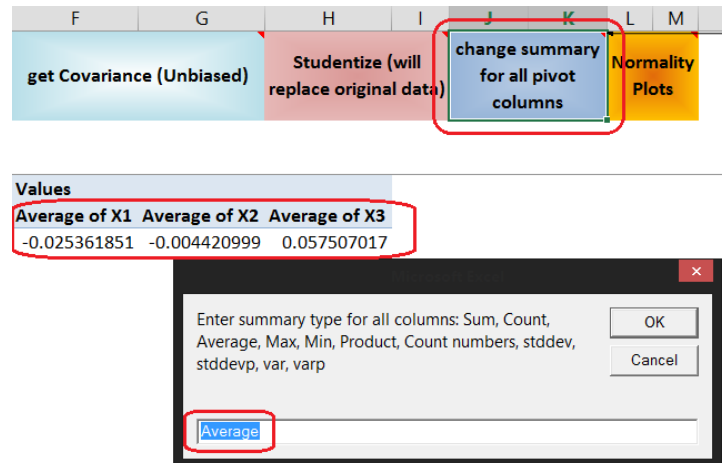 F G H I J K L M
get Covariance (Unbiased)
Studentize (will
replace original data)
change summary
for all pivot
columns
Normality
Plots
Values
Average of X1 Average of X2 Average of X3
-0.025361851 -0.004420999 0.057507017
Enter summary type for all columns: Sum, Count,
Average, Max, Min, Product, Count numbers, stddev,
stddevp, var, varp
OK
Cancel
Average